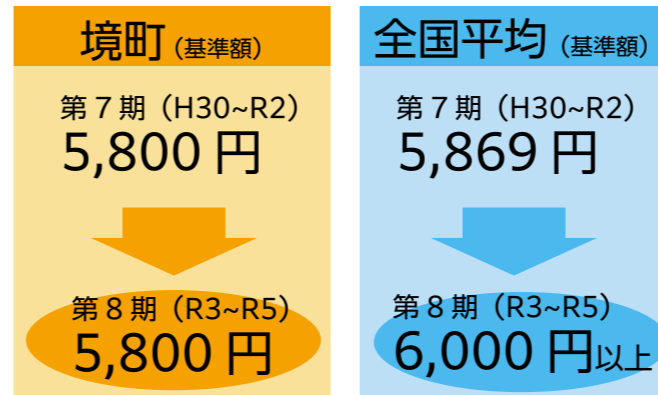 境町（基準額）
第７期（H30~R2）
5,800 円
第８期（R3~R5）
5,800 円
全国平均（基準額）
第７期（H30~R2）
5,869 円
第８期（R3~R5）
6,000 円以上